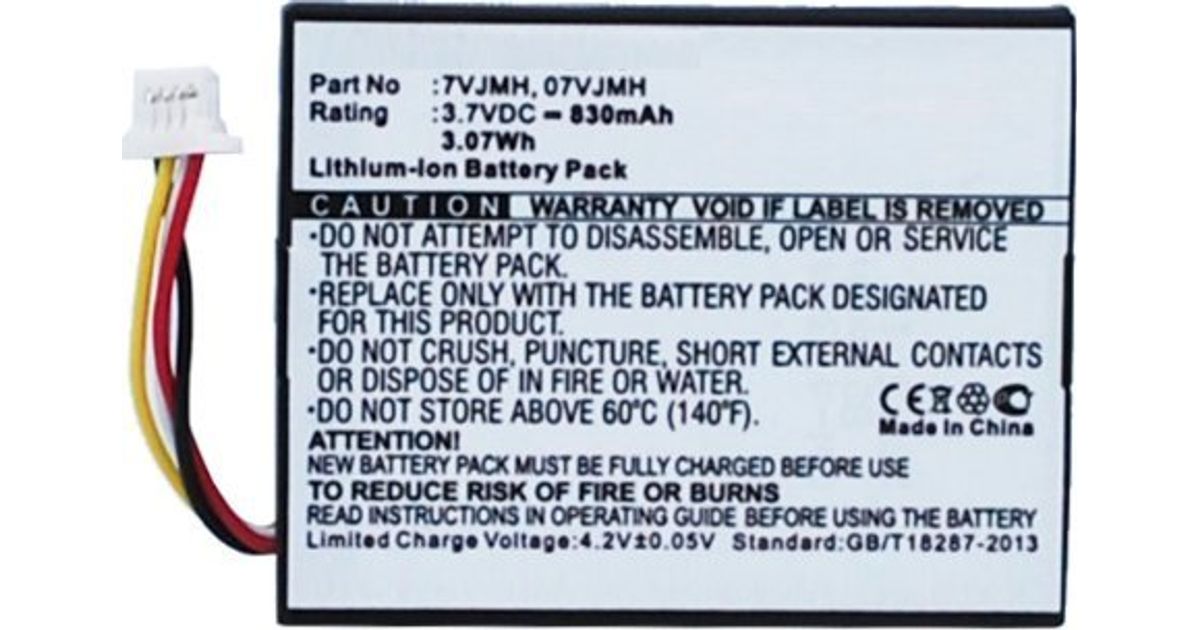 Part No :7VJMH, 07VJMH
Rating :3.7VDC = 830mAh
3.07Wh
Lithium-Ion Battery Pack
CAUTION WARRANTY VOID IF LABEL IS REMOVED
·DO NOT ATTEMPT TO DISASSEMBLE, OPEN OR SERVICE
THE BATTERY PACK.
·REPLACE ONLY WITH THE BATTERY PACK DESIGNATED
FOR THIS PRODUCT.
·DO NOT CRUSH, PUNCTURE, SHORT EXTERNAL CONTACTS
OR DISPOSE OF IN FIRE OR WATER.
·DO NOT STORE ABOVE 60°C (140°F).
CE
Made In China
ATTENTION!
NEW BATTERY PACK MUST BE FULLY CHARGED BEFORE USE
TO REDUCE RISK OF FIRE OR BURNS
READ INSTRUCTIONS IN OPERATING GUIDE BEFORE USING THE BATTERY
Limited Charge Voltage:4.2V±0.05V Standard:GB/T18287-2013